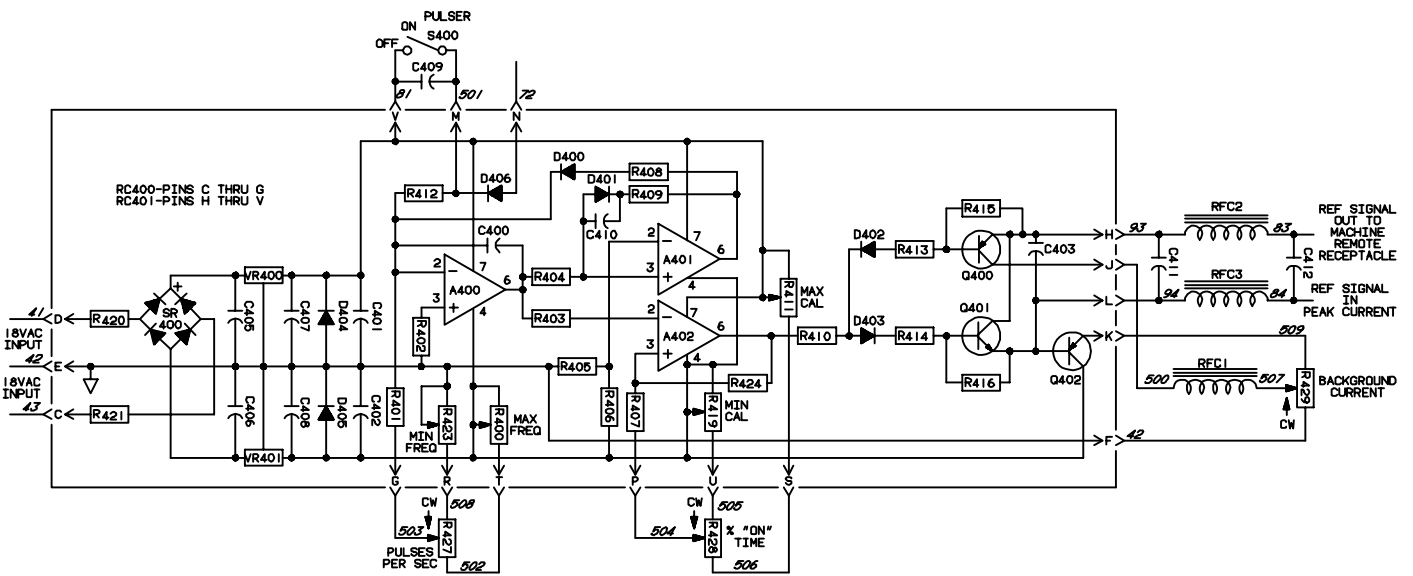 PULSER
ON
S400
OFF
C409
81
501
72
V
M
N
RC400-PINS C THRU G
RC401-PINS H THRU V
D400
D406
R408
D401
R412
R409
C410
C400
2
7
6
A401
3
4
R404
2
7
6
A400
3
4
R403
R402
2
7
6
A402
3
4
R411
MAX
CAL
D402
R413
R415
Q400
C403
H
93
RFC2
83
REF SIGNAL
OUT TO
MACHINE
REMOTE
RECEPTACLE
J
C411
C412
RFC3
L
94
84
REF SIGNAL
IN
PEAK CURRENT
Q401
D403
R414
R410
R416
Q402
K
509
RFC1
500
507
R429
BACKGROUND
CURRENT
CW
F
42
+
VR400
SR
400
41
D
R420
18VAC
INPUT
42
E
18VAC
INPUT
43
C
R421
C405
C407
D404
C401
C406
C408
D405
C402
VR401
R401
R405
R406
R424
R407
R419
MIN
CAL
MIN
FREQ
R423
R400
MAX
FREQ
G
R
T
P
U
S
CW
508
503
R427
PULSES
PER SEC
502
CW
505
504
R428
% "ON"
TIME
506